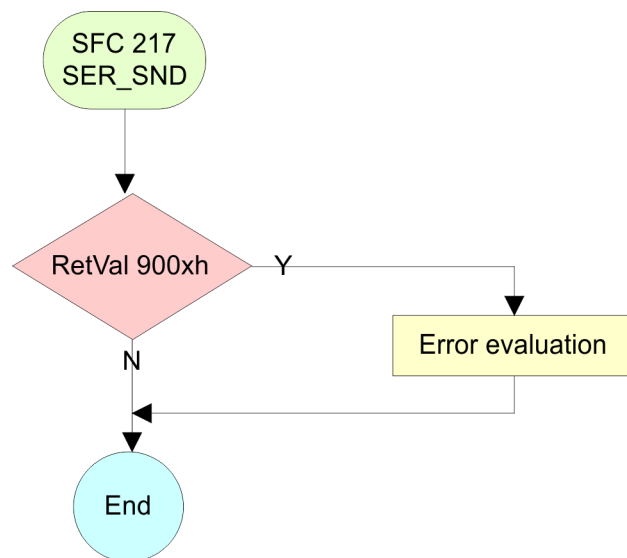 SFC 217
SER_SND
RetVal 900xh
Y
Error evaluation
N
End